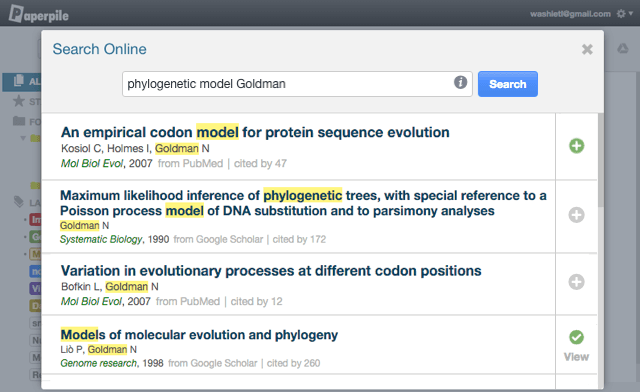 Paperpile
washietl@gmail.com
Search Online
phylogenetic model Goldman
Search
AL
ST
FO
LA
An empirical codon model for protein sequence evolution
Kosiol C, Holmes I, Goldman N
Mol Biol Evol, 2007 from PubMed | cited by 47
Maximum likelihood inference of phylogenetic trees, with special reference to a
Poisson process model of DNA substitution and to parsimony analyses
Goldman N
Systematic Biology, 1990 from Google Scholar | cited by 172
Variation in evolutionary processes at different codon positions
Bofkin L, Goldman N
Mol Biol Evol, 2007 from PubMed | cited by 12
Models of molecular evolution and phylogeny
Liò P, Goldman N
Genome research, 1998 from Google Scholar | cited by 260
View